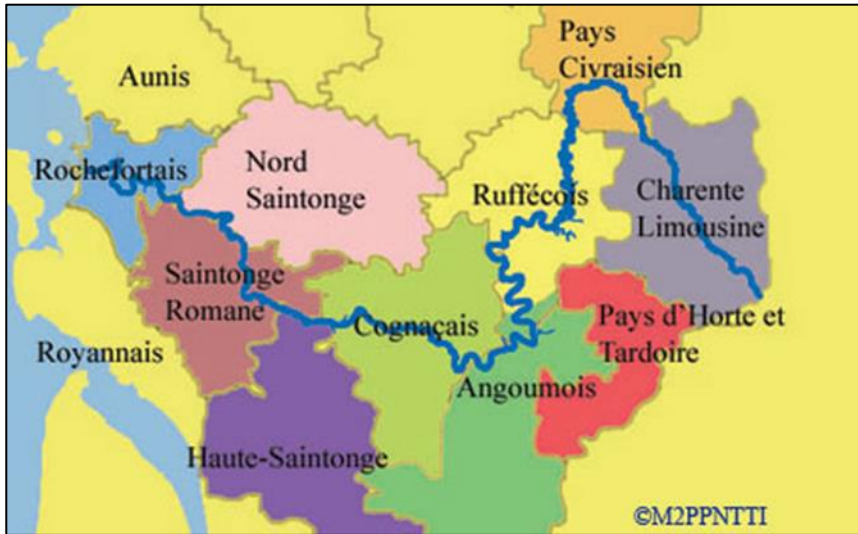 Pays
Civraisien
Aunis
Rochefortais
Nord
Saintonge
Ruffécois
Charente
Limousine
Saintonge
Romane
Royannais
Cognaçais
Pays d'Horte et
Tardoire
Angoumois
Haute-Saintonge
©M2PPNTTI